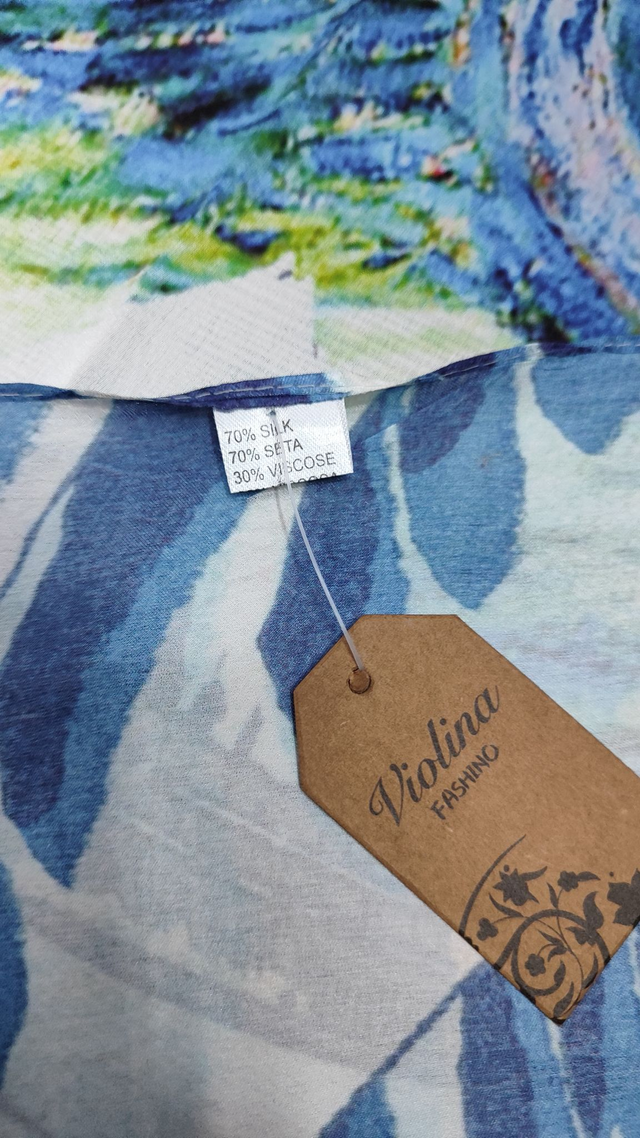 70% SILK
70% SETA
30% VISCOSE
Violina
FASHINO